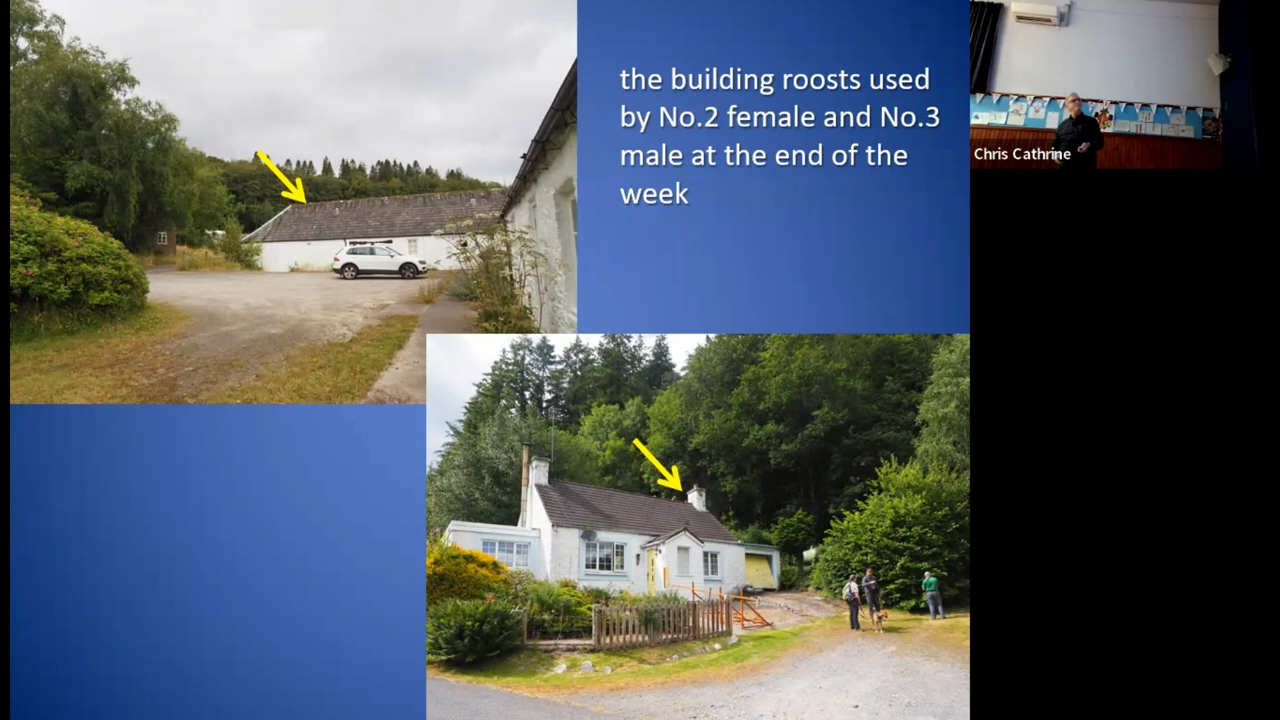 the building roosts used
by No.2 female and No.3
male at the end of the
week
Chris Cathrine